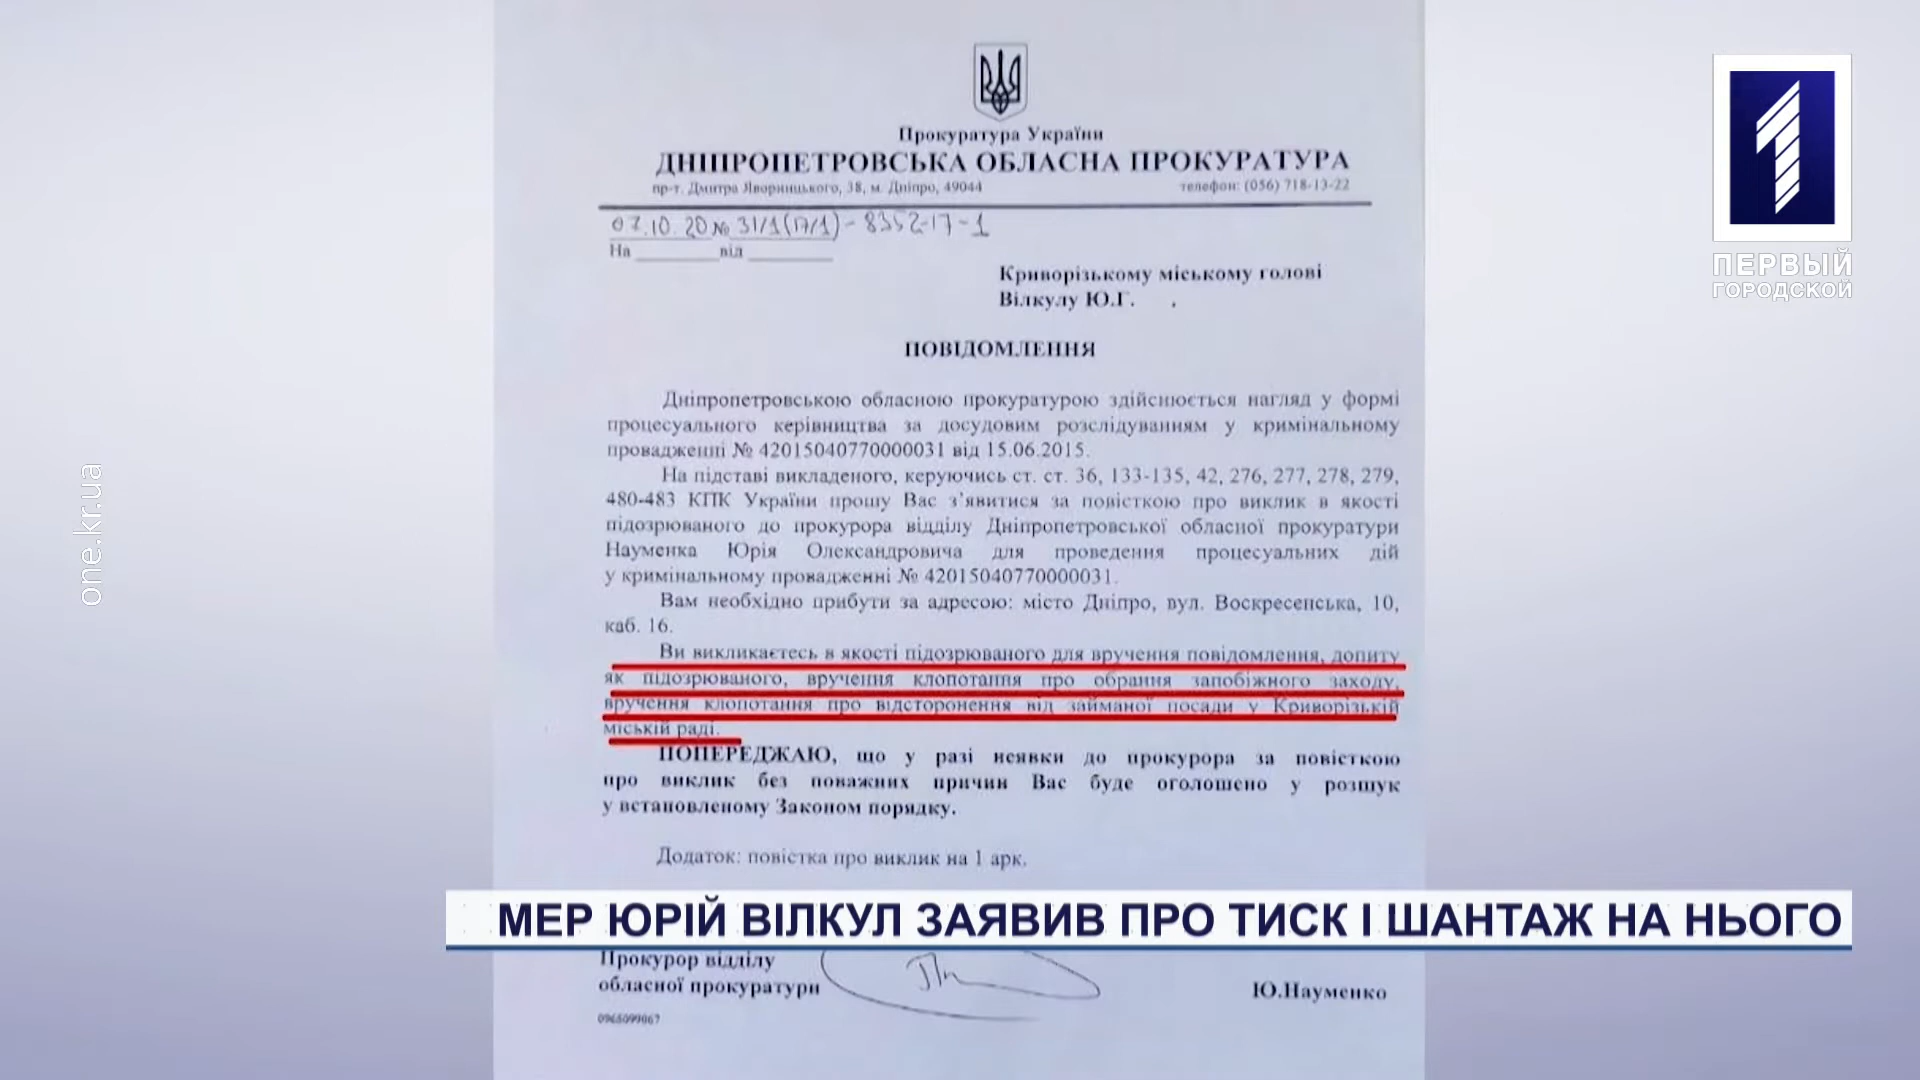 Прокуратура України
ДНІПРОПЕТРОВСЬКА ОБЛАСНА ПРОКУРАТУРА
пр-т. Дмитра Яворницького, 38, м. Дніпро, 49044 телефон: (056) 718-13-22
07.10.20 № 31/1(17/1)-8352-17-1
На ________ від ________
Криворізькому міському голові
Вілкулу Ю.Г.
ПЕРВЫЙ
ГОРОДСКОЙ
ПОВІДОМЛЕННЯ
Дніпропетровською обласною прокуратурою здійснюється нагляд у формі
процесуального керівництва за досудовим розслідуванням у кримінальному
провадженні № 42015040770000031 від 15.06.2015.
На підставі викладеного, керуючись ст. ст. 36, 133-135, 42, 276, 277, 278, 279,
480-483 КПК України прошу Вас з’явитися за повісткою про виклик в якості
підозрюваного до прокурора відділу Дніпропетровської обласної прокуратури
Науменка Юрія Олександровича для проведення процесуальних дій
у кримінальному провадженні № 42015040770000031.
Вам необхідно прибути за адресою: місто Дніпро, вул. Воскресенська, 10,
каб. 16.
Ви викликаєтесь в якості підозрюваного для вручення повідомлення, допиту
як підозрюваного, вручення клопотання про обрання запобіжного заходу,
вручення клопотання про відсторонення від займаної посади у Криворізькій
міській раді.
ПОПЕРЕДЖАЮ, що у разі неявки до прокурора за повісткою
про виклик без поважних причин Вас буде оголошено у розшук
у встановленому Законом порядку.
Додаток: повістка про виклик на 1 арк.
МЕР ЮРІЙ ВІЛКУЛ ЗАЯВИВ ПРО ТИСК І ШАНТАЖ НА НЬОГО
Прокурор відділу
обласної прокуратури Ю.Науменко
0965099067
one.kr.ua